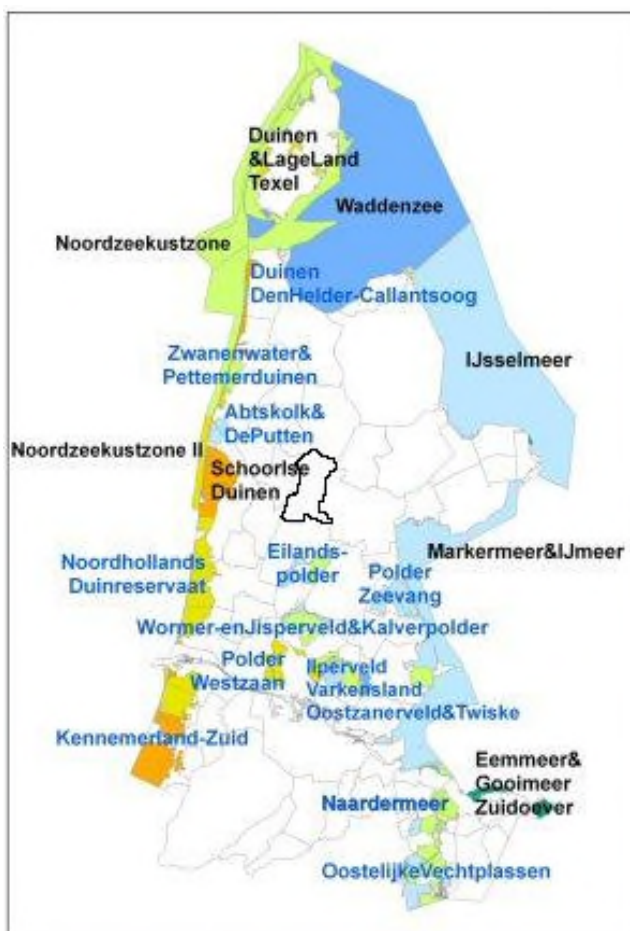 Duinen
&LageLand
Texel
Waddenzee
Noordzeekustzone
Duinen
DenHelder-Callantsoog
IJsselmeer
Zwanenwater&
Pettemerduinen
Abtskolk&
DePutten
Noordzeekustzone II
Schoorlse
Duinen
Noordhollands
Duinreservaat
Eilands-
polder
Markermeer&IJmeer
Polder
Zeevang
Wormer-enJisperveld&Kalverpolder
Polder
Westzaan
Ilperveld
Varkensland
Oostzanerveld&Twiske
Kennemerland-Zuid
Eemmeer&
Gooimeer
Zuidoever
Naardermeer
OostelijkeVechtplassen